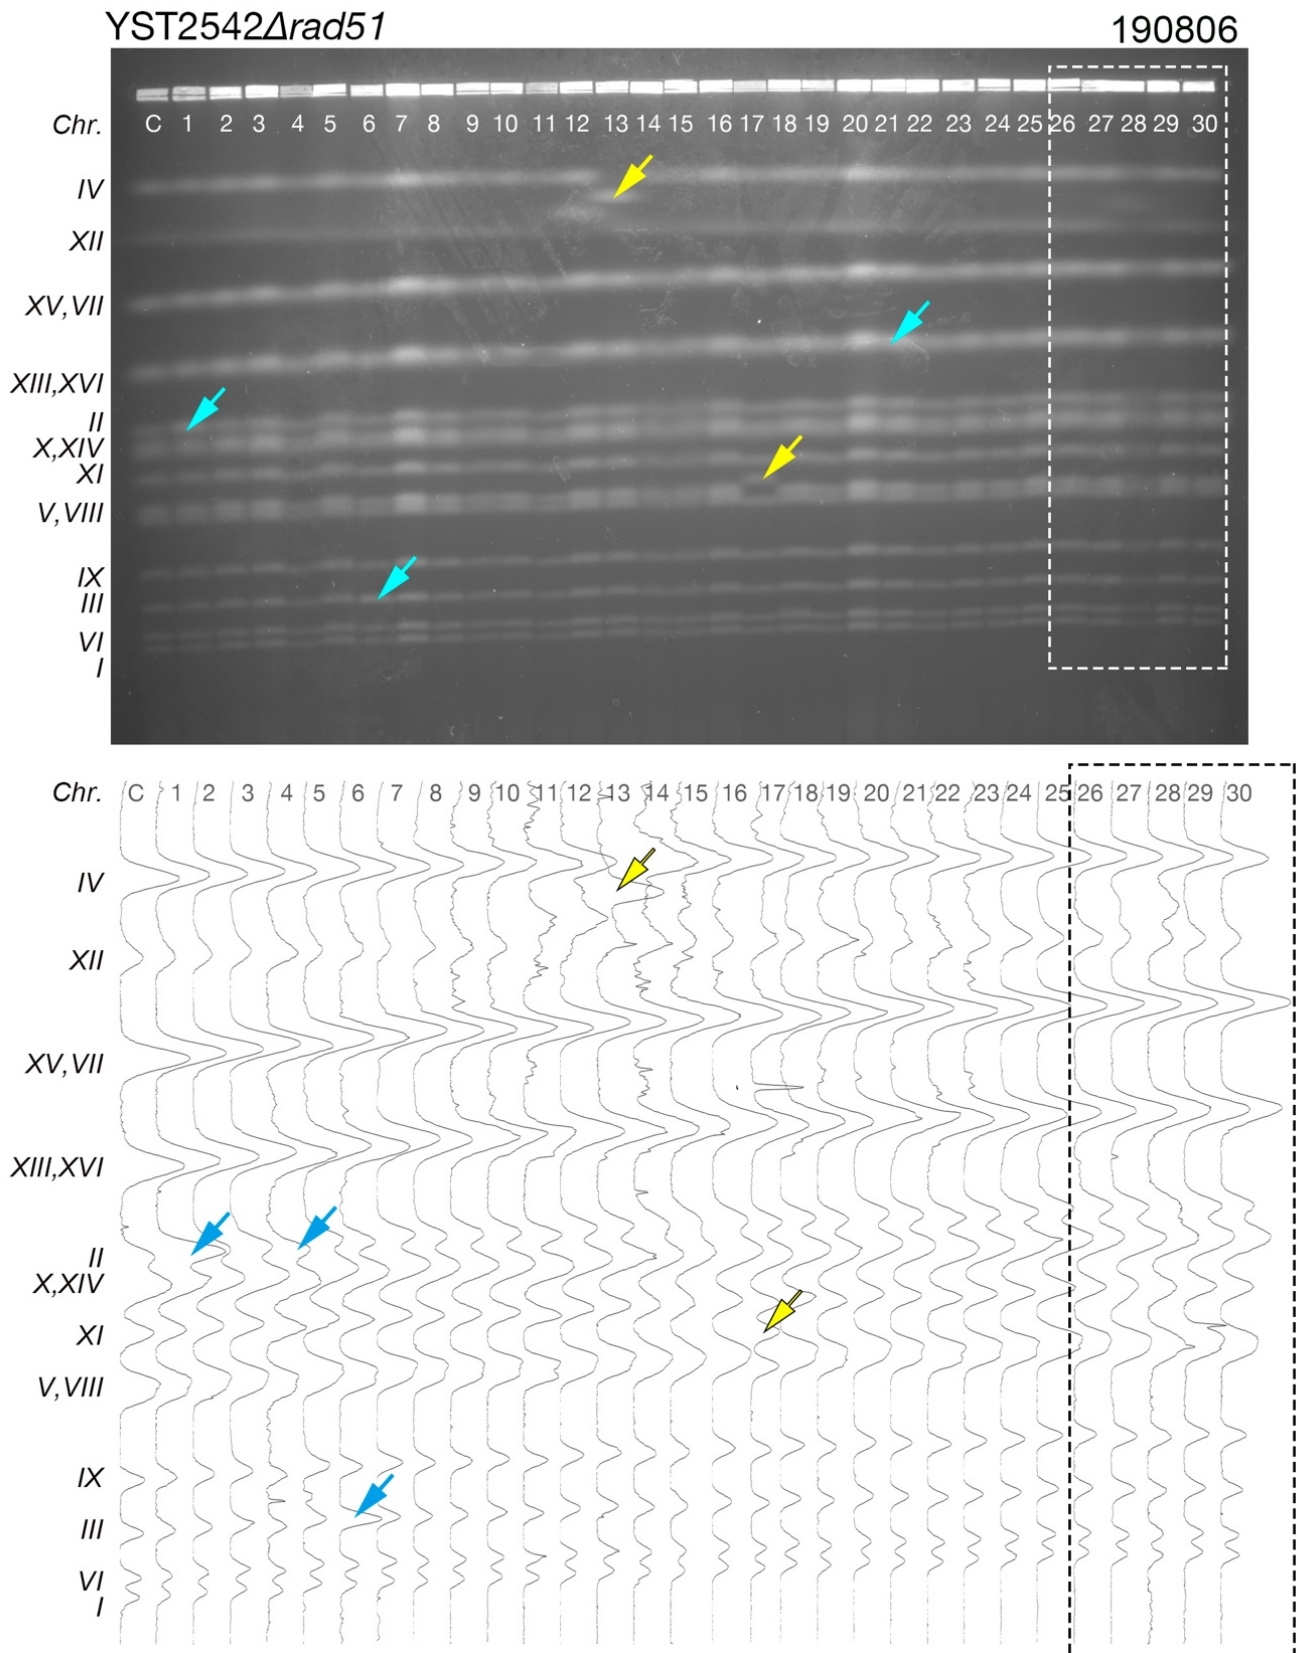 YST2542Δrad51 190806
Chr. C 1 2 3 4 5 6 7 8 9 10 11 12 13 14 15 16 17 18 19 20 21 22 23 24 25 26 27 28 29 30
IV
XII
XV,VII
XIII,XVI
II
X,XIV
XI
V,VIII
IX
III
VI
I
Chr. C 1 2 3 4 5 6 7 8 9 10 11 12 13 14 15 16 17 18 19 20 21 22 23 24 25 26 27 28 29 30
IV
XII
XV,VII
XIII,XVI
II
X,XIV
XI
V,VIII
IX
III
VI
I